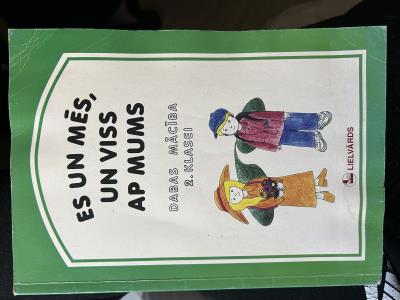 ES UN MĒS,
UN VISS
AP MUMS
DABAS MĀCĪBA
2. KLASEI
LIELVĀRDS